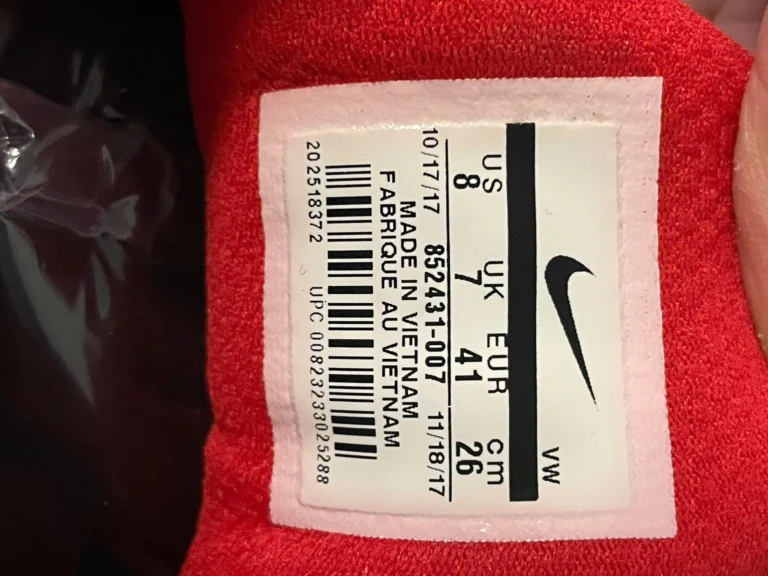 VW
US UK EUR cm
8 7 41 26
10/17/17 852431-007 11/18/17
MADE IN VIETNAM
FABRIQUE AU VIETNAM
202518372 UPC 00823233025288